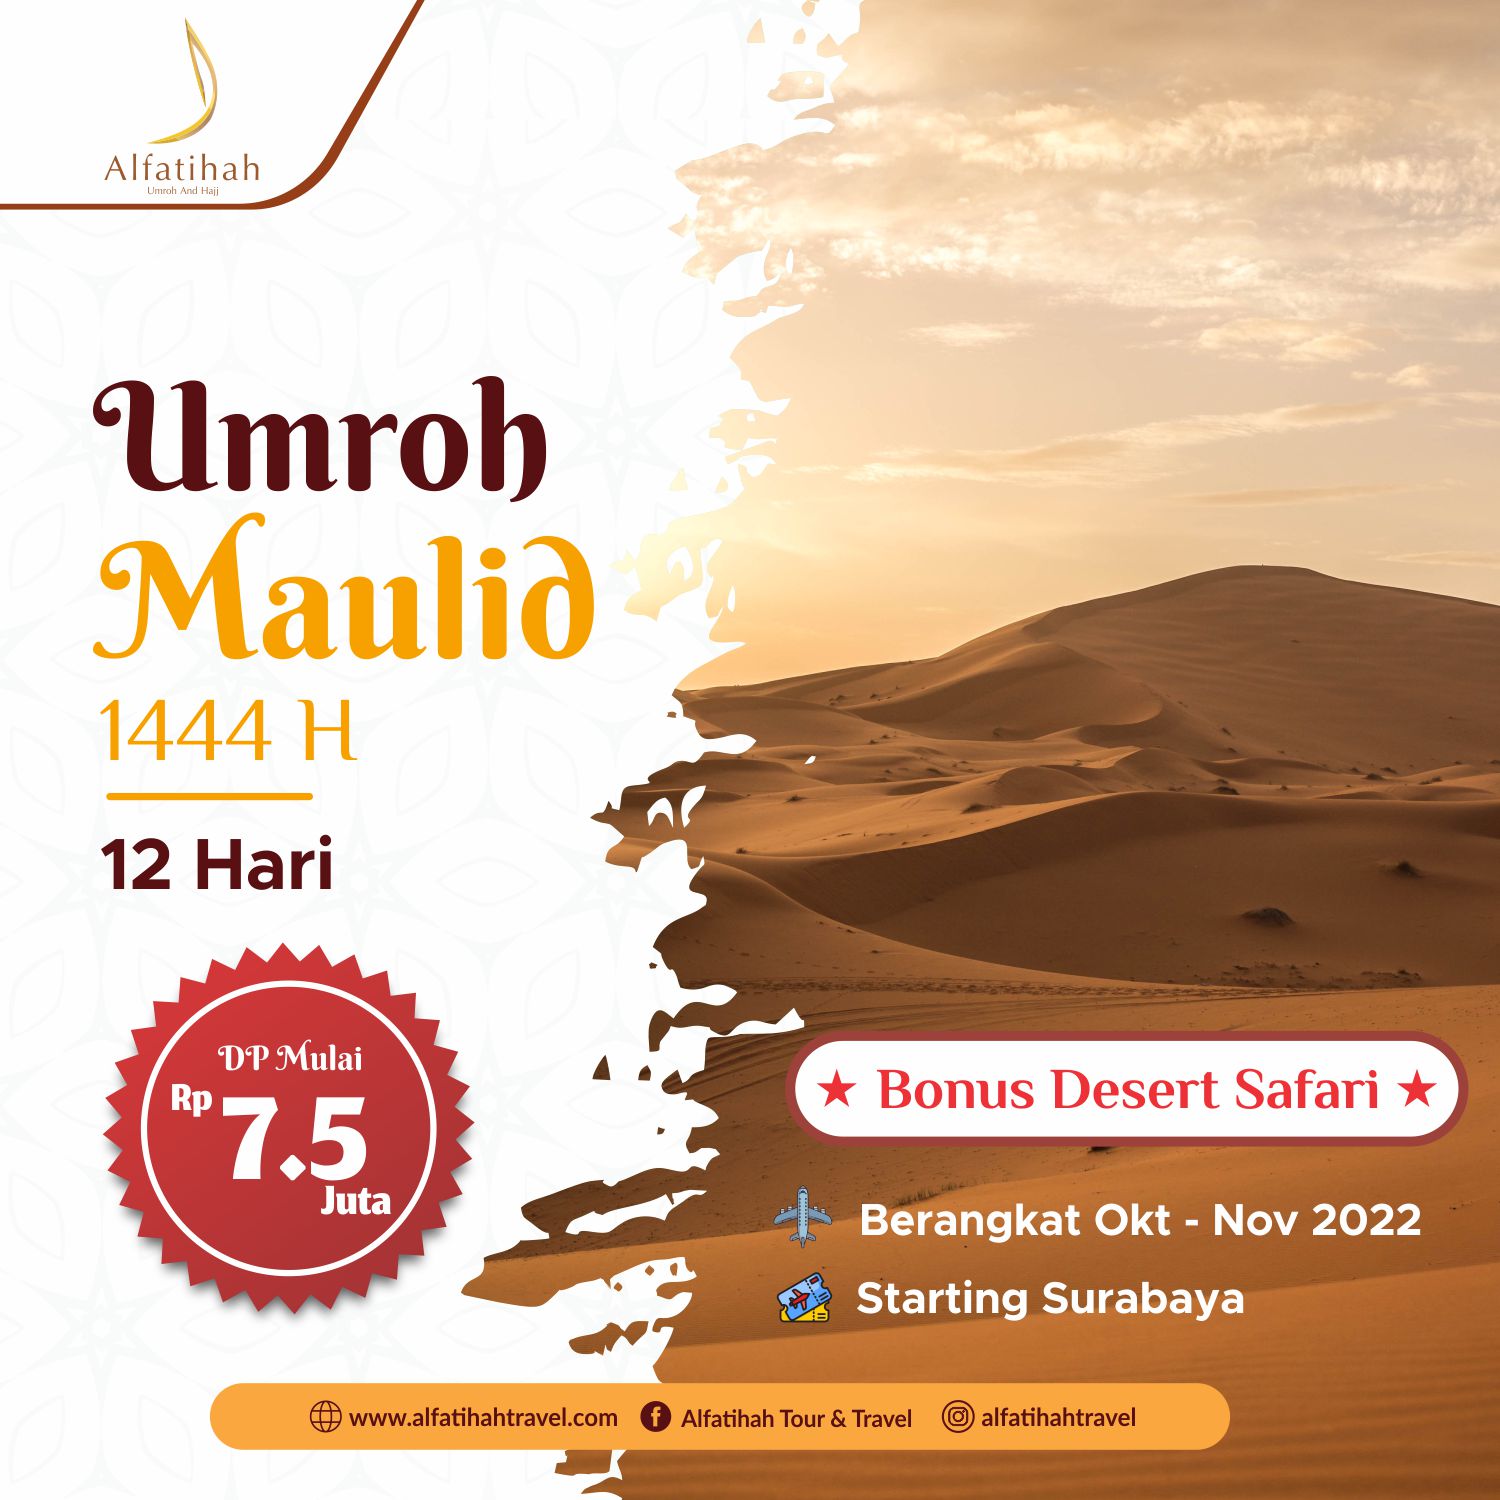 Alfatihah
Umroh And Hajj
Umroh
Maulid
1444 H
12 Hari
DP Mulai
Rp
7.5
Juta
★ Bonus Desert Safari ★
Berangkat Okt - Nov 2022
Starting Surabaya
www.alfatihahtravel.com Alfatihah Tour & Travel alfatihahtravel